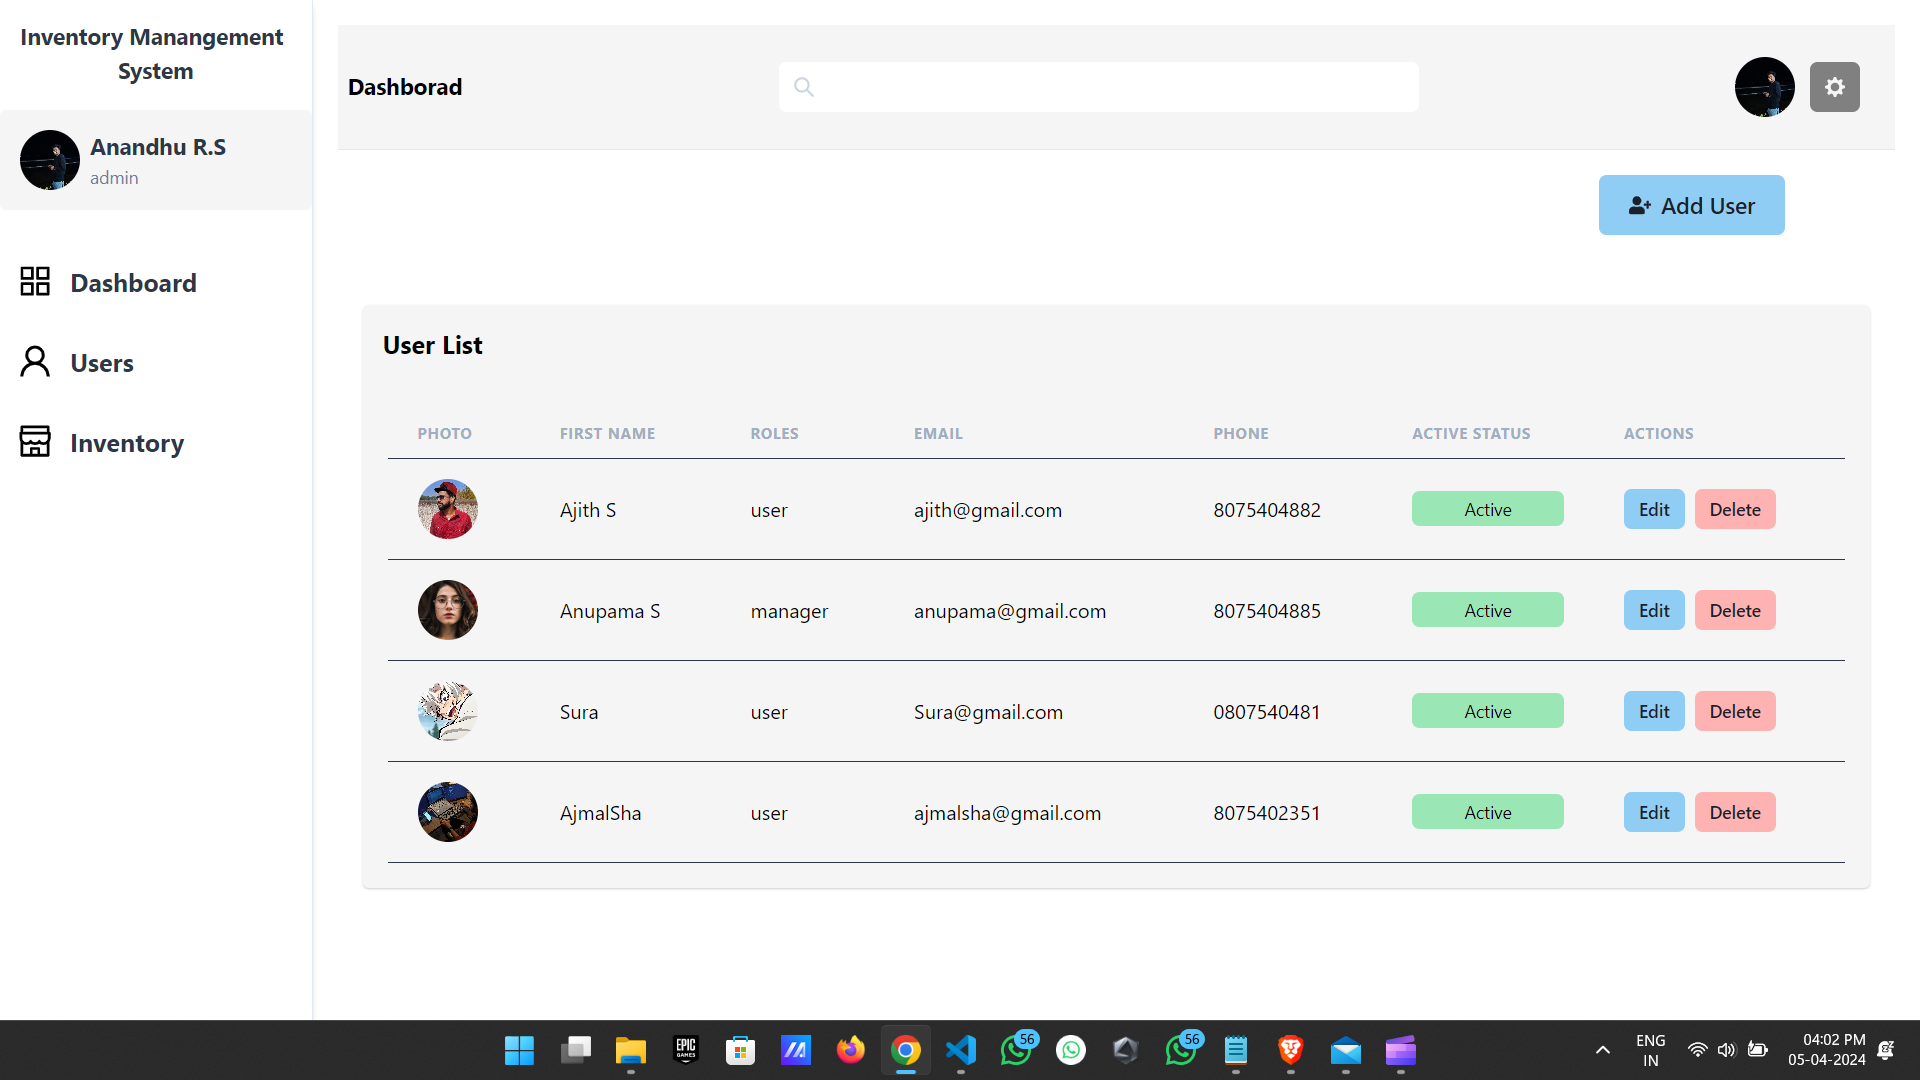 Inventory Manangement
System
Anandhu R.S
admin
Dashboard
Users
Inventory
Dashborad
Add User
User List
PHOTO FIRST NAME ROLES EMAIL PHONE ACTIVE STATUS ACTIONS
Ajith S user ajith@gmail.com 8075404882 Active Edit Delete
Anupama S manager anupama@gmail.com 8075404885 Active Edit Delete
Sura user Sura@gmail.com 0807540481 Active Edit Delete
AjmalSha user ajmalsha@gmail.com 8075402351 Active Edit Delete
EPIC
GAMES
56
56
ENG
IN
04:02 PM
05-04-2024